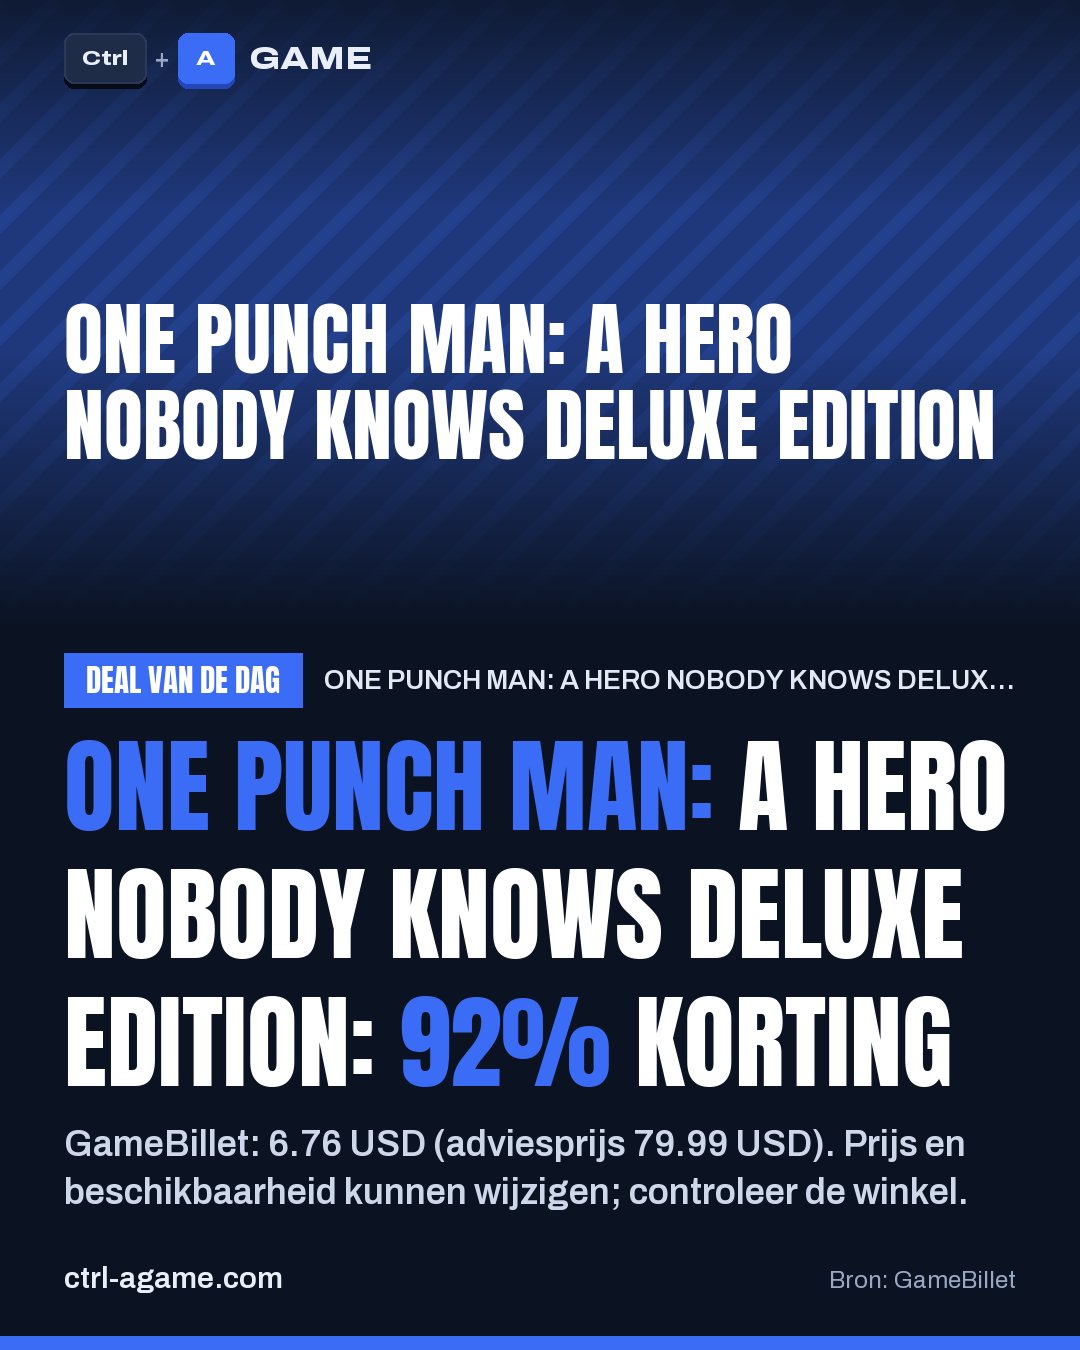 Ctrl + A GAME
ONE PUNCH MAN: A HERO
NOBODY KNOWS DELUXE EDITION
DEAL VAN DE DAG ONE PUNCH MAN: A HERO NOBODY KNOWS DELUX...
ONE PUNCH MAN: A HERO
NOBODY KNOWS DELUXE
EDITION: 92% KORTING
GameBillet: 6.76 USD (adviesprijs 79.99 USD). Prijs en
beschikbaarheid kunnen wijzigen; controleer de winkel.
ctrl-agame.com Bron: GameBillet